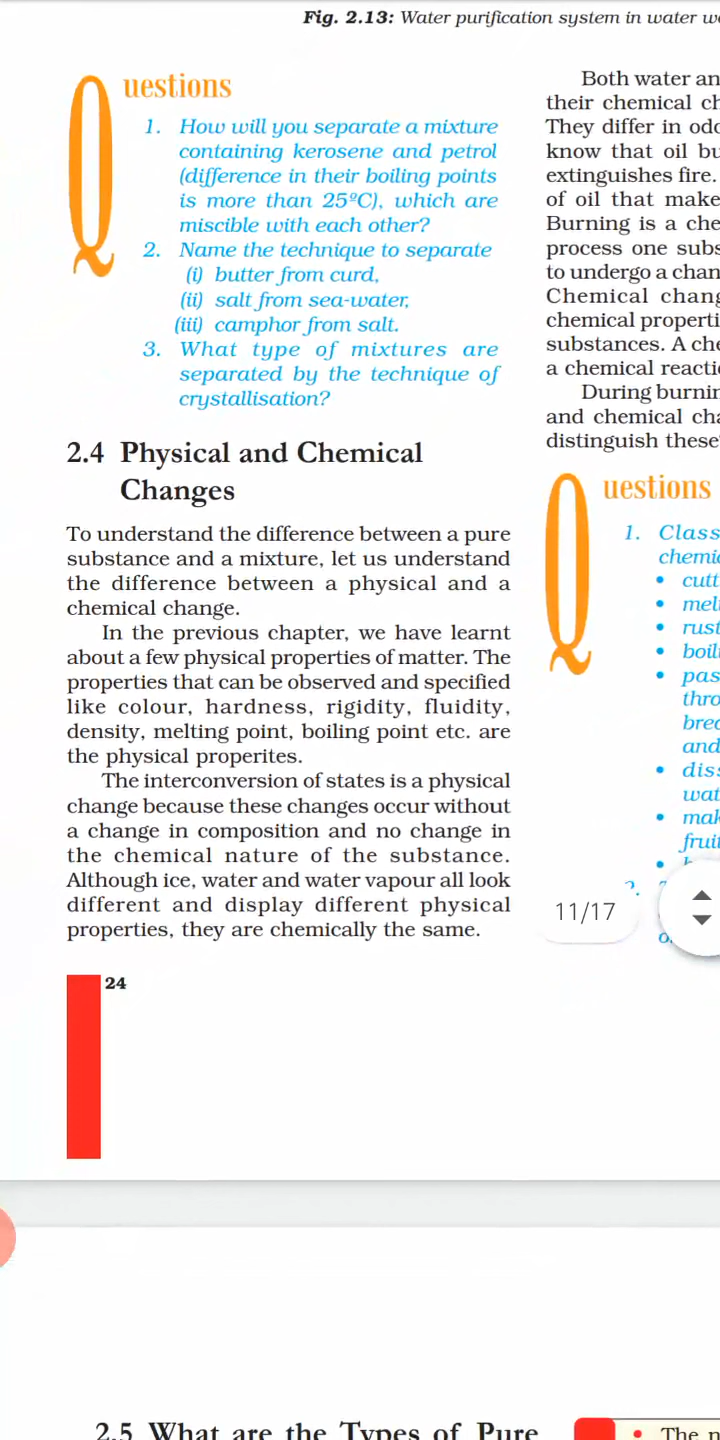 Fig. 2.13: Water purification system in water
Questions
1. How will you separate a mixture
containing kerosene and petrol
(difference in their boiling points
is more than 25ºC), which are
miscible with each other?
2. Name the technique to separate
(i) butter from curd,
(ii) salt from sea-water,
(iii) camphor from salt.
3. What type of mixtures are
separated by the technique of
crystallisation?
2.4 Physical and Chemical
Changes
To understand the difference between a pure
substance and a mixture, let us understand
the difference between a physical and a
chemical change.
In the previous chapter, we have learnt
about a few physical properties of matter. The
properties that can be observed and specified
like colour, hardness, rigidity, fluidity,
density, melting point, boiling point etc. are
the physical properites.
The interconversion of states is a physical
change because these changes occur without
a change in composition and no change in
the chemical nature of the substance.
Although ice, water and water vapour all look
different and display different physical
properties, they are chemically the same.
24
Both water an
their chemical ch
They differ in odo
know that oil bu
extinguishes fire.
of oil that make
Burning is a che
process one subs
to undergo a chan
Chemical chang
chemical properti
substances. A che
a chemical reacti
During burnin
and chemical cha
distinguish these
Questions
1. Class
chemic
• cutt
• mel
• rust
• boili
• pas
thro
brea
and
• diss
wat
• mak
fruit
2.
11/17
2.5 What are the Types of Pure
• The